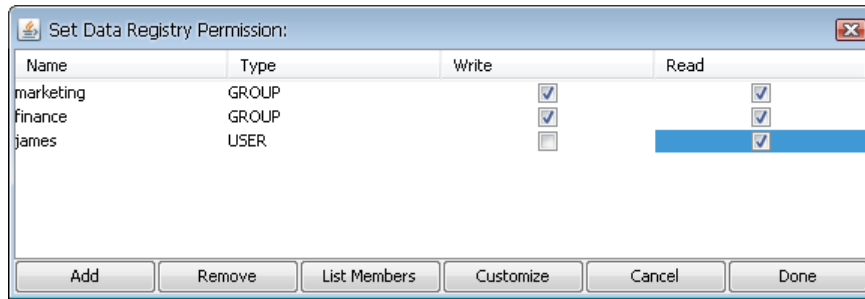 Set Data Registry Permission:
Name Type Write Read
marketing GROUP
finance GROUP
james USER
Add Remove List Members Customize Cancel Done